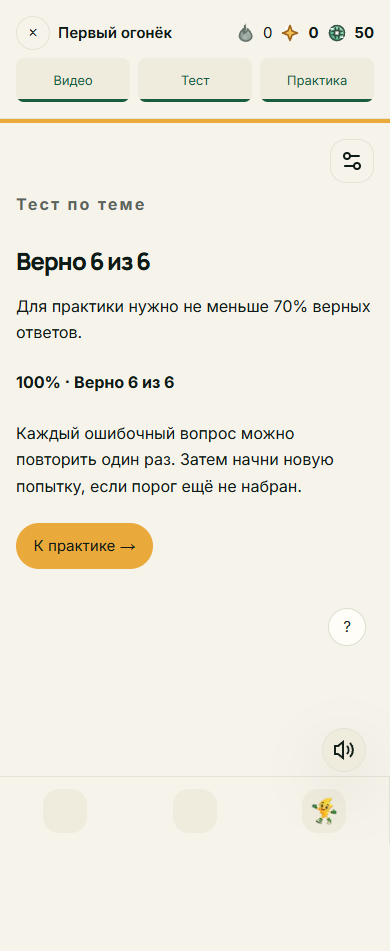 × Первый огонёк 0 0 50
Видео Тест Практика
Тест по теме
Верно 6 из 6
Для практики нужно не меньше 70% верных
ответов.
100% · Верно 6 из 6
Каждый ошибочный вопрос можно
повторить один раз. Затем начни новую
попытку, если порог ещё не набран.
К практике →
?